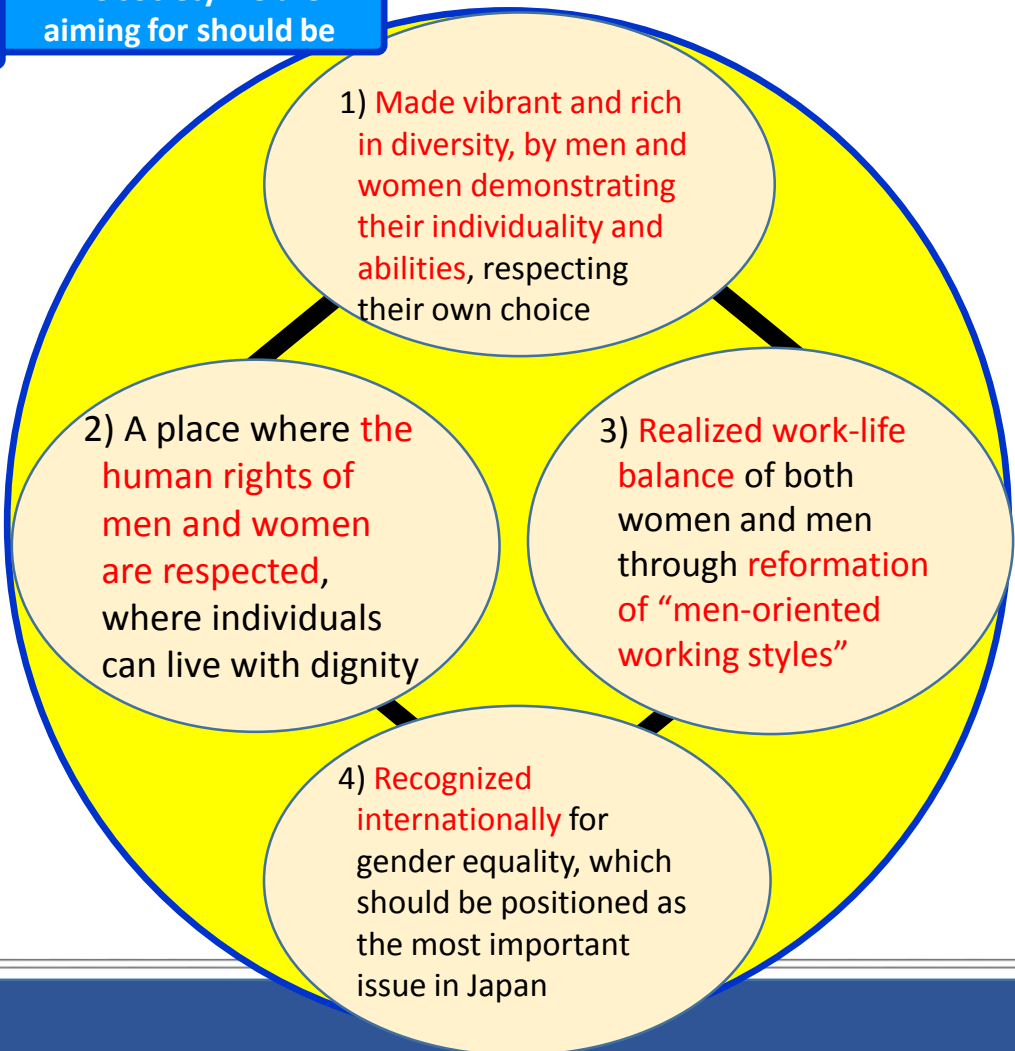 aiming for should be
1) Made vibrant and rich
in diversity, by men and
women demonstrating
their individuality and
abilities, respecting
their own choice
2) A place where the
human rights of
men and women
are respected,
where individuals
can live with dignity
3) Realized work-life
balance of both
women and men
through reformation
of “men-oriented
working styles”
4) Recognized
internationally for
gender equality, which
should be positioned as
the most important
issue in Japan